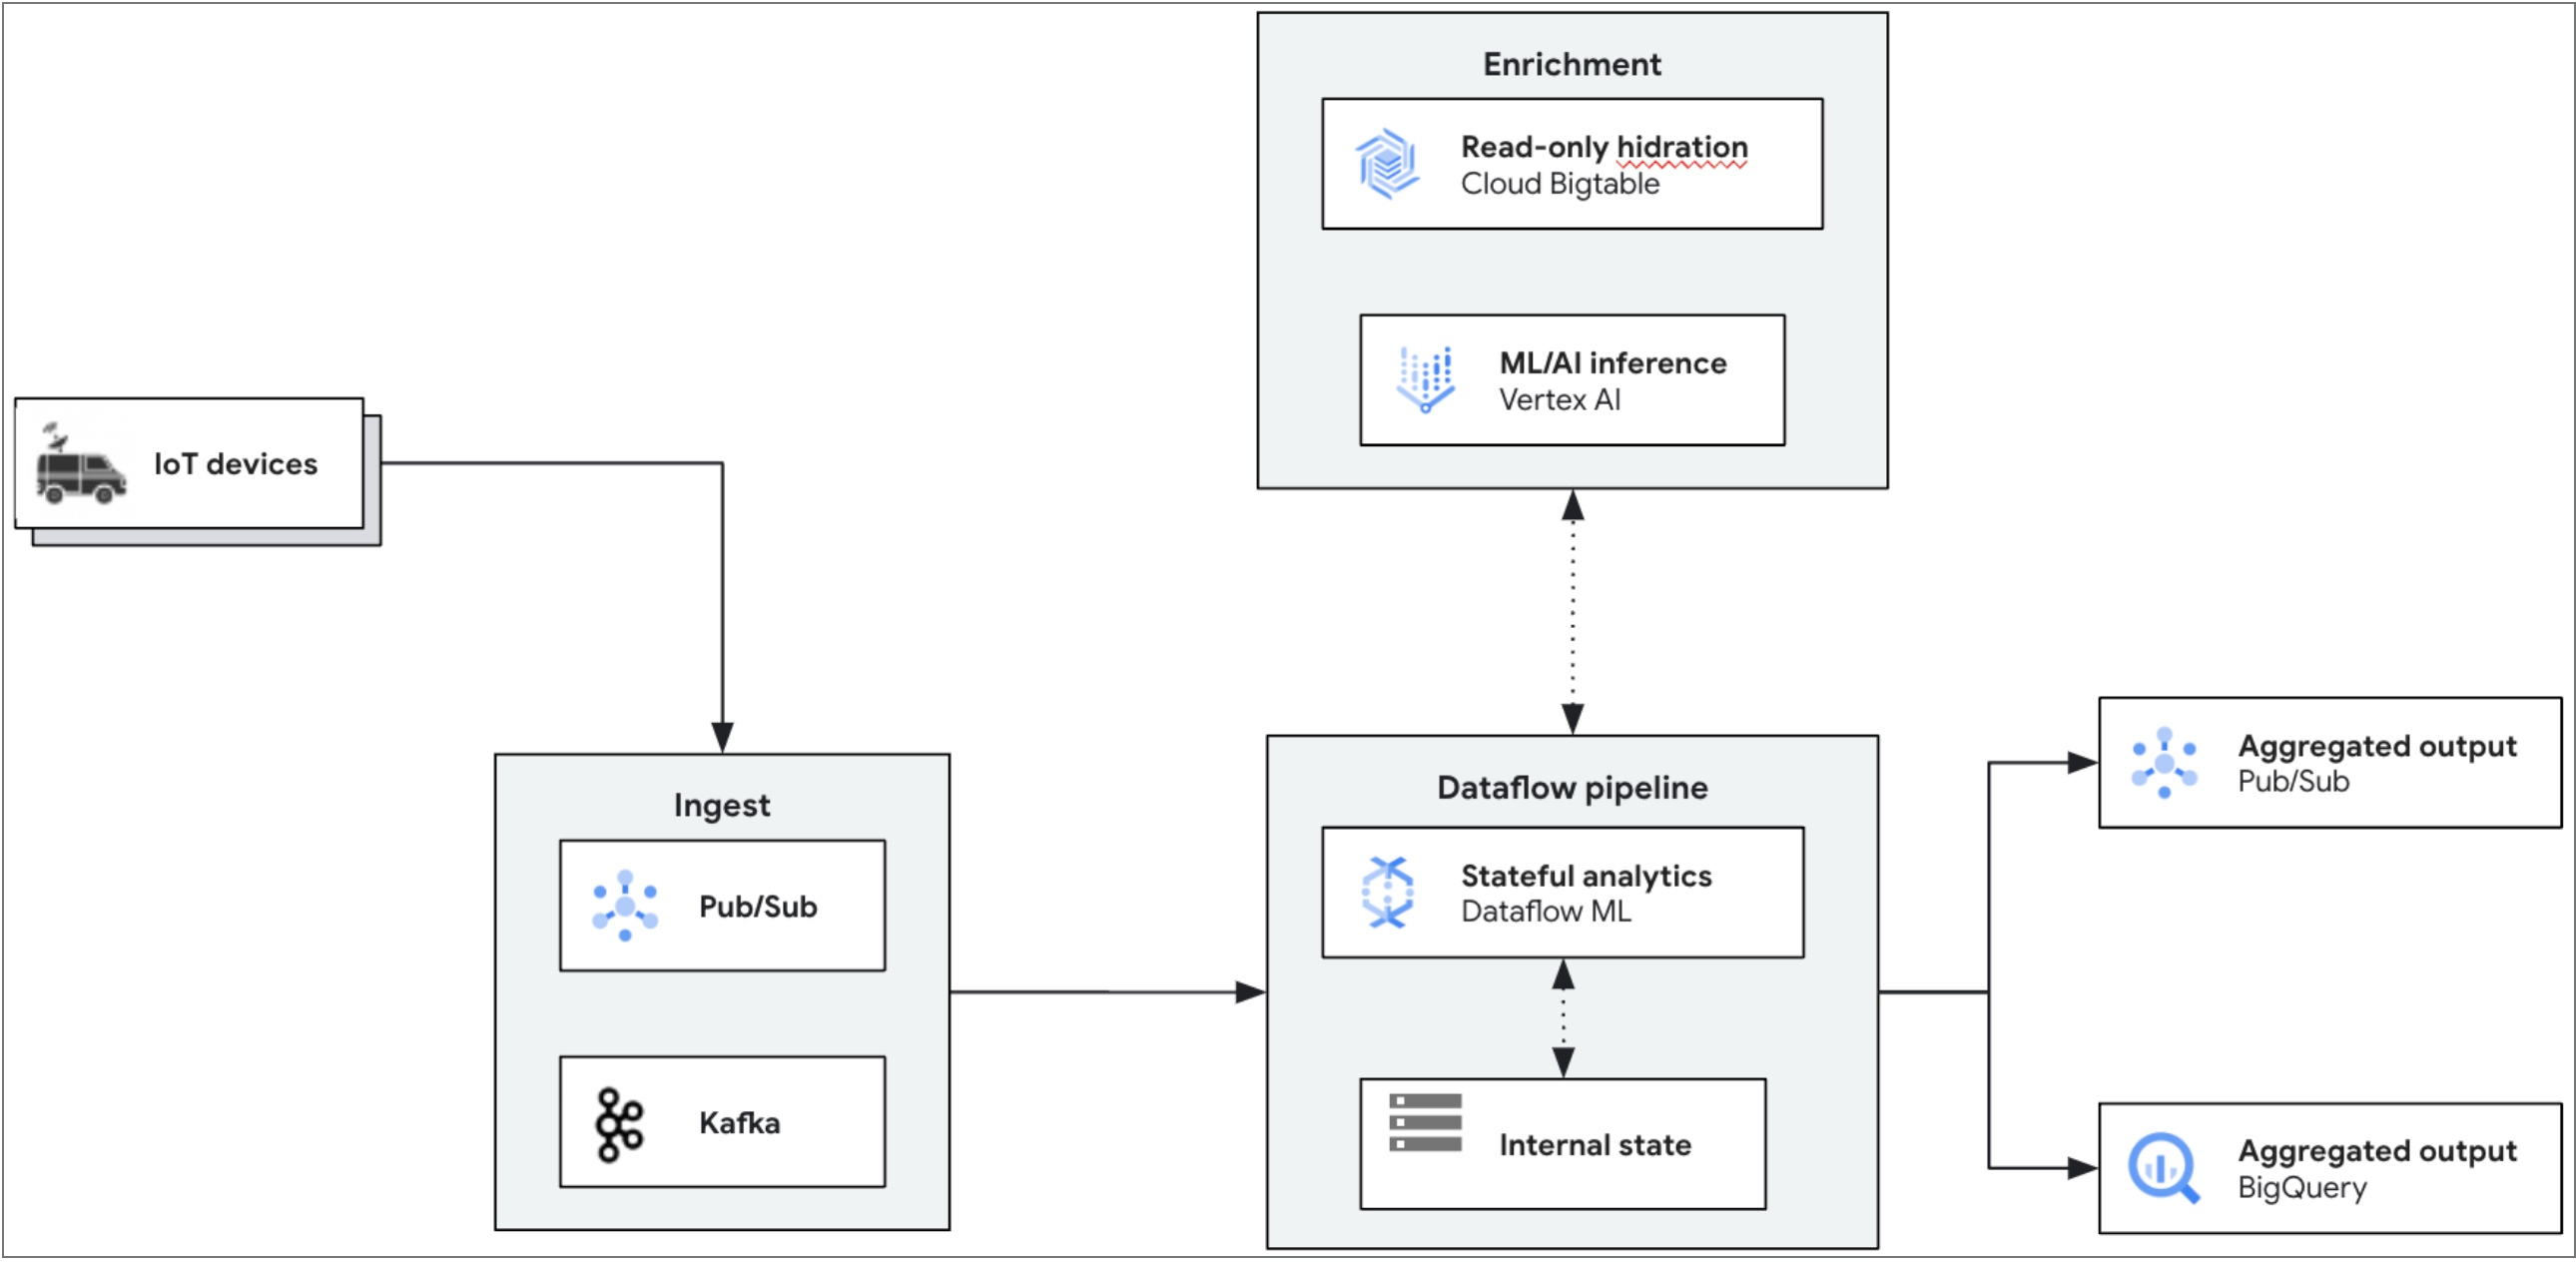 Enrichment
Read-only hidration
Cloud Bigtable
ML/AI inference
Vertex AI
IoT devices
Ingest
Pub/Sub
Kafka
Dataflow pipeline
Stateful analytics
Dataflow ML
Internal state
Aggregated output
Pub/Sub
Aggregated output
BigQuery